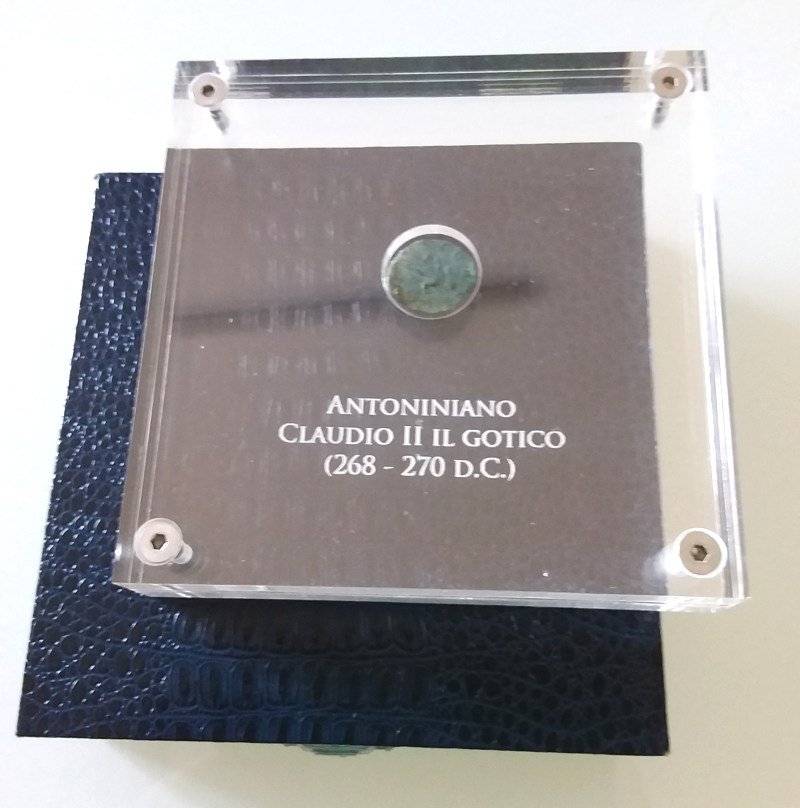 ANTONINIANO
CLAUDIO II IL GOTICO
(268 - 270 D.C.)